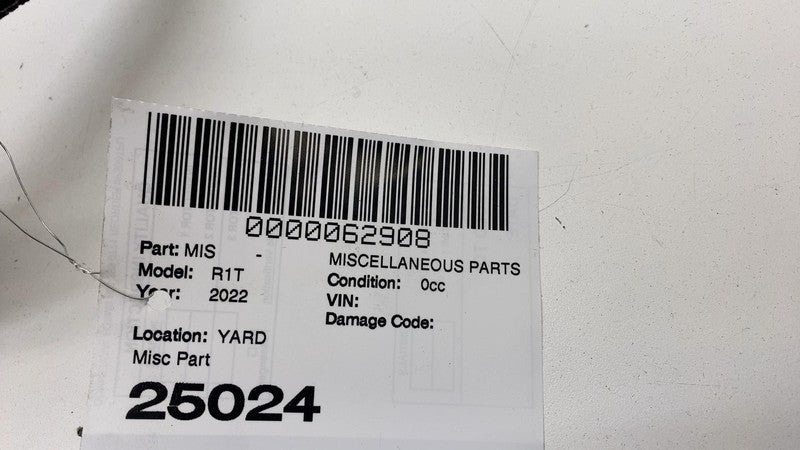 0000062908
Part: MIS -
MISCELLANEOUS PARTS
Model: R1T
Condition: 0cc
Year: 2022
VIN:
Damage Code:
Location: YARD
Misc Part
25024